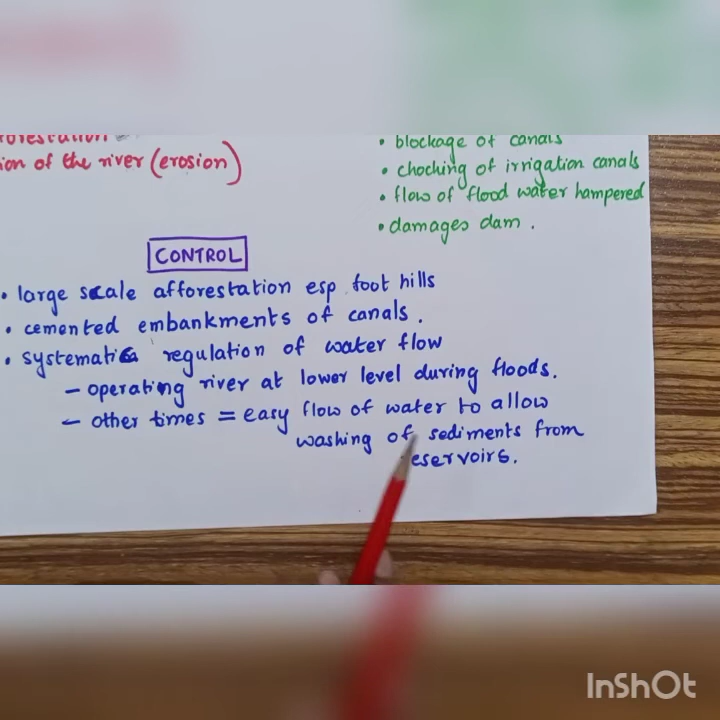 ion of the river (erosion)
• blockage of canals
• chocking of irrigation canals
• flow of flood water hampered
• damages dam.
CONTROL
• large scale afforestation esp foot hills
• cemented embankments of canals.
• systematic regulation of water flow
– operating river at lower level during floods.
– other times = easy flow of water to allow
washing of sediments from
eservoirs.
InShOt